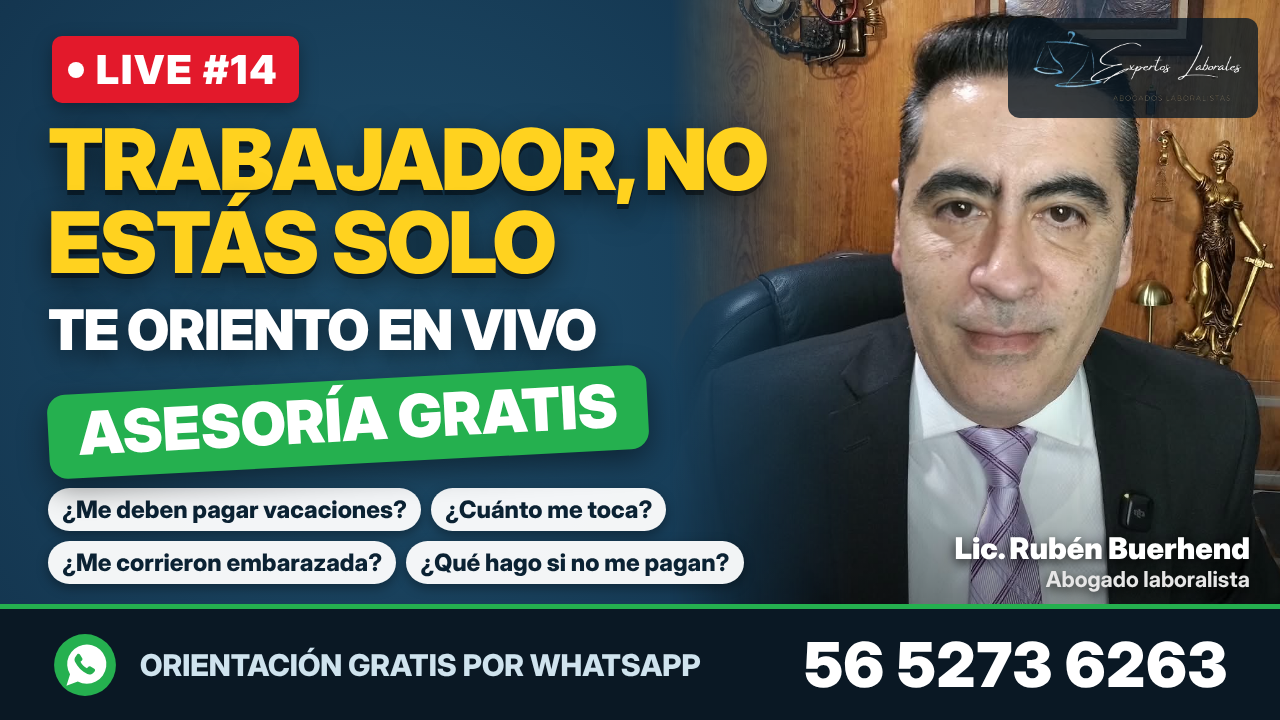 LIVE #14
Expertos Laborales
ABOGADOS LABORALISTAS
TRABAJADOR, NO
ESTÁS SOLO
TE ORIENTO EN VIVO
ASESORÍA GRATIS
¿Me deben pagar vacaciones?
¿Cuánto me toca?
¿Me corrieron embarazada?
¿Qué hago si no me pagan?
Lic. Rubén Buerhend
Abogado laboralista
ORIENTACIÓN GRATIS POR WHATSAPP
56 5273 6263